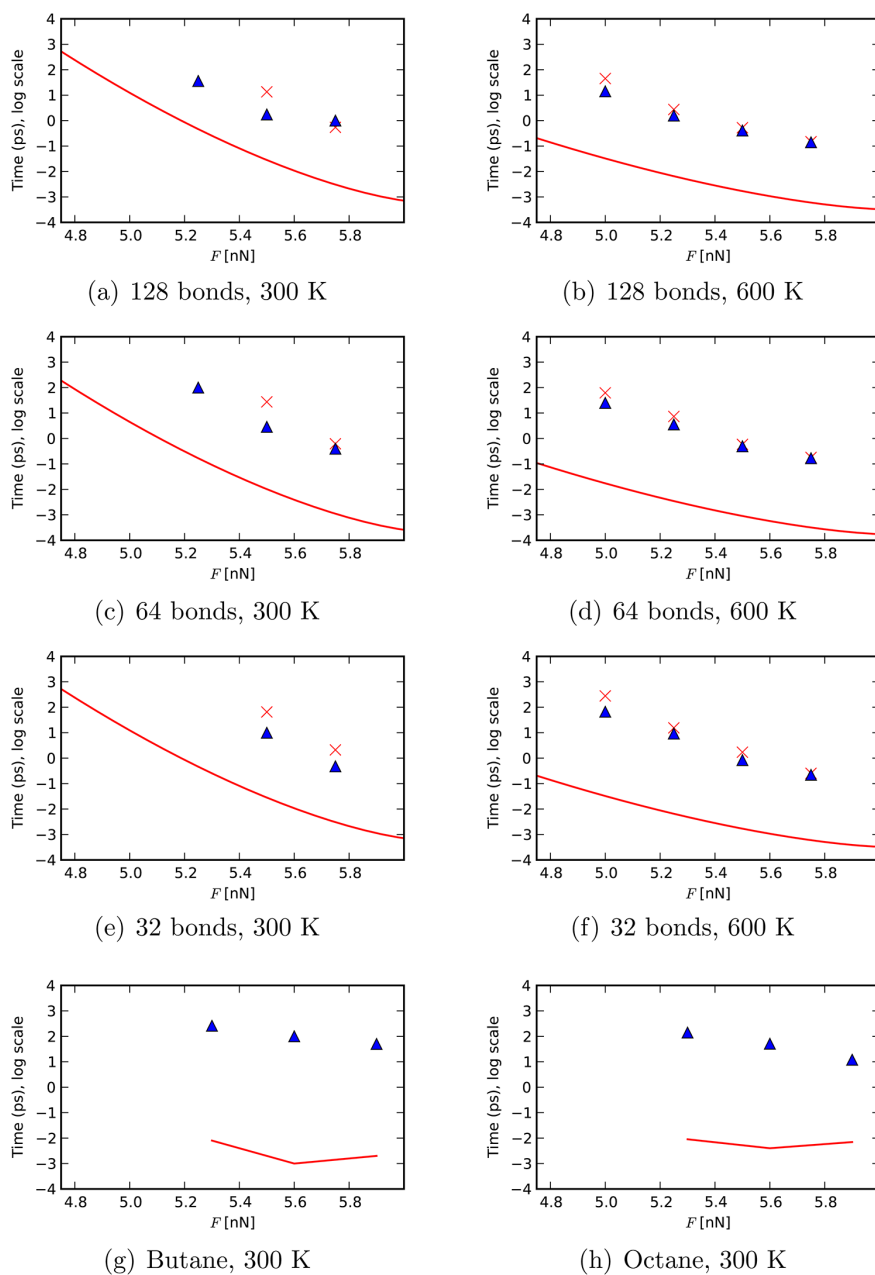 4
3
2
1
0
−1
−2
−3
−4
Time (ps), log scale
4.8 5.0 5.2 5.4 5.6 5.8
F [nN]
(a) 128 bonds, 300 K
4
3
2
1
0
−1
−2
−3
−4
Time (ps), log scale
4.8 5.0 5.2 5.4 5.6 5.8
F [nN]
(b) 128 bonds, 600 K
4
3
2
1
0
−1
−2
−3
−4
Time (ps), log scale
4.8 5.0 5.2 5.4 5.6 5.8
F [nN]
(c) 64 bonds, 300 K
4
3
2
1
0
−1
−2
−3
−4
Time (ps), log scale
4.8 5.0 5.2 5.4 5.6 5.8
F [nN]
(d) 64 bonds, 600 K
4
3
2
1
0
−1
−2
−3
−4
Time (ps), log scale
4.8 5.0 5.2 5.4 5.6 5.8
F [nN]
(e) 32 bonds, 300 K
4
3
2
1
0
−1
−2
−3
−4
Time (ps), log scale
4.8 5.0 5.2 5.4 5.6 5.8
F [nN]
(f) 32 bonds, 600 K
4
3
2
1
0
−1
−2
−3
−4
Time (ps), log scale
4.8 5.0 5.2 5.4 5.6 5.8
F [nN]
(g) Butane, 300 K
4
3
2
1
0
−1
−2
−3
−4
Time (ps), log scale
4.8 5.0 5.2 5.4 5.6 5.8
F [nN]
(h) Octane, 300 K